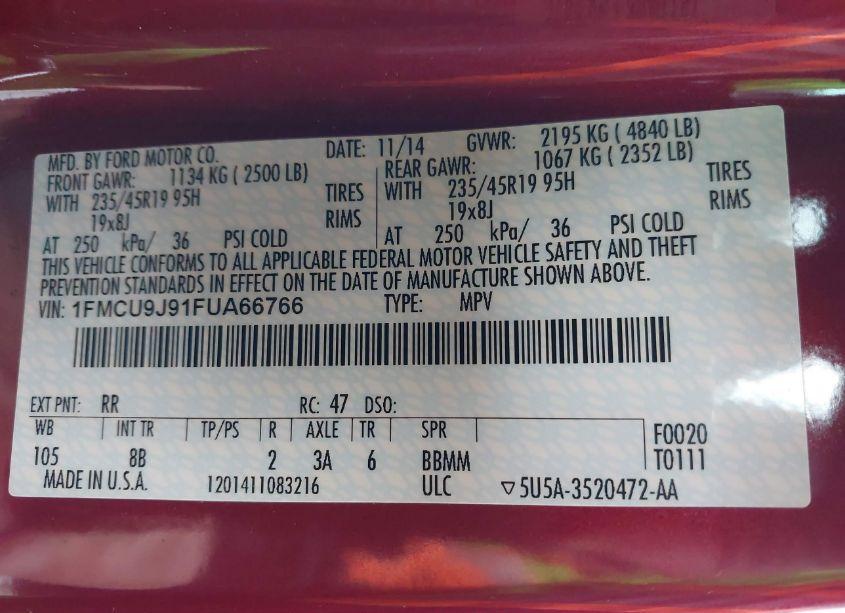 MFD. BY FORD MOTOR CO. DATE: 11/14 GVWR: 2195 KG ( 4840 LB)
FRONT GAWR: 1134 KG ( 2500 LB) REAR GAWR: 1067 KG ( 2352 LB)
WITH 235/45R19 95H TIRES WITH 235/45R19 95H TIRES
19x8J RIMS 19x8J RIMS
AT 250 kPa/ 36 PSI COLD AT 250 kPa/ 36 PSI COLD
THIS VEHICLE CONFORMS TO ALL APPLICABLE FEDERAL MOTOR VEHICLE SAFETY AND THEFT
PREVENTION STANDARDS IN EFFECT ON THE DATE OF MANUFACTURE SHOWN ABOVE.
VIN: 1FMCU9J91FUA66766 TYPE: MPV
EXT PNT: RR RC: 47 DSO:
WB INT TR TP/PS R AXLE TR SPR F0020
105 8B 2 3A 6 BBMM T0111
MADE IN U.S.A. 1201411083216 ULC ▽5U5A-3520472-AA